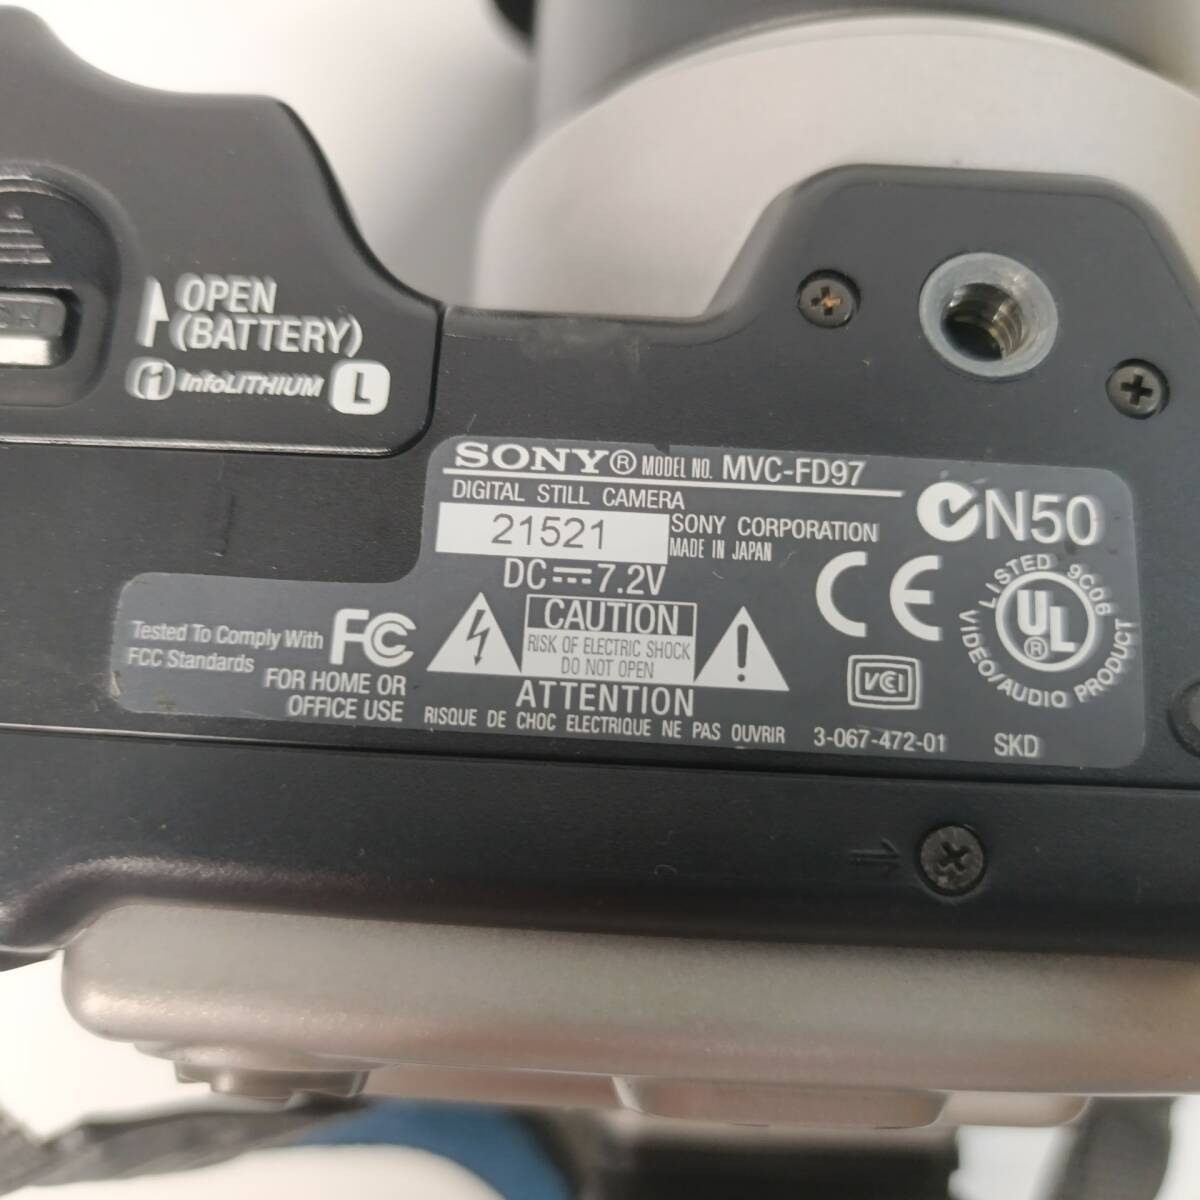 OPEN
(BATTERY)
i InfoLITHIUM L
SONY® MODEL NO. MVC-FD97
DIGITAL STILL CAMERA
21521
SONY CORPORATION
MADE IN JAPAN
N50
DC 7.2V
CE
LISTED 9C06
UL ®
VIDEO/AUDIO PRODUCT
Tested To Comply With
FCC Standards
FC
FOR HOME OR
OFFICE USE
CAUTION
RISK OF ELECTRIC SHOCK
DO NOT OPEN
ATTENTION
RISQUE DE CHOC ELECTRIQUE NE PAS OUVRIR
VCCI
3-067-472-01 SKD